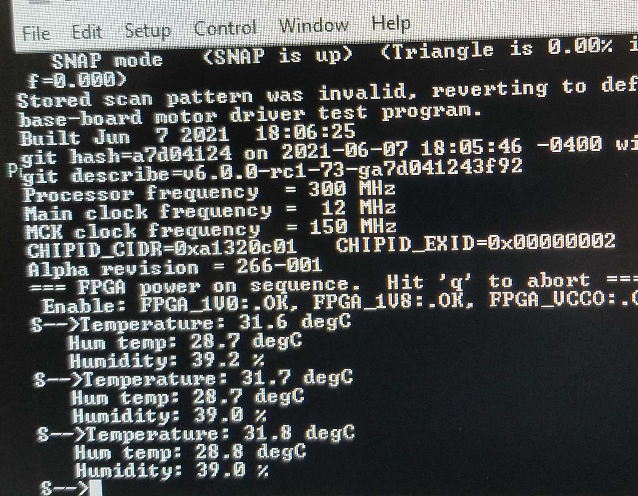 File Edit Setup Control Window Help
SNAP mode (SNAP is up) (Triangle is 0.00% i
f=0.000)
Stored scan pattern was invalid, reverting to def
base-board motor driver test program.
Built Jun 7 2021 18:06:25
git hash=a7d04124 on 2021-06-07 18:05:46 -0400 wi
git describe=v6.0.0-rc1-73-ga7d041243f92
Processor frequency = 300 MHz
Main clock frequency = 12 MHz
MCK clock frequency = 150 MHz
CHIPID_CIDR=0xa1320c01 CHIPID_EXID=0x00000002
Alpha revision = 266-001
=== FPGA power on sequence. Hit 'q' to abort ===
Enable: FPGA_1V0:.OK, FPGA_1V8:.OK, FPGA_VCCO:.O
S-->Temperature: 31.6 degC
Hum temp: 28.7 degC
Humidity: 39.2 %
S-->Temperature: 31.7 degC
Hum temp: 28.7 degC
Humidity: 39.0 %
S-->Temperature: 31.8 degC
Hum temp: 28.8 degC
Humidity: 39.0 %
S-->